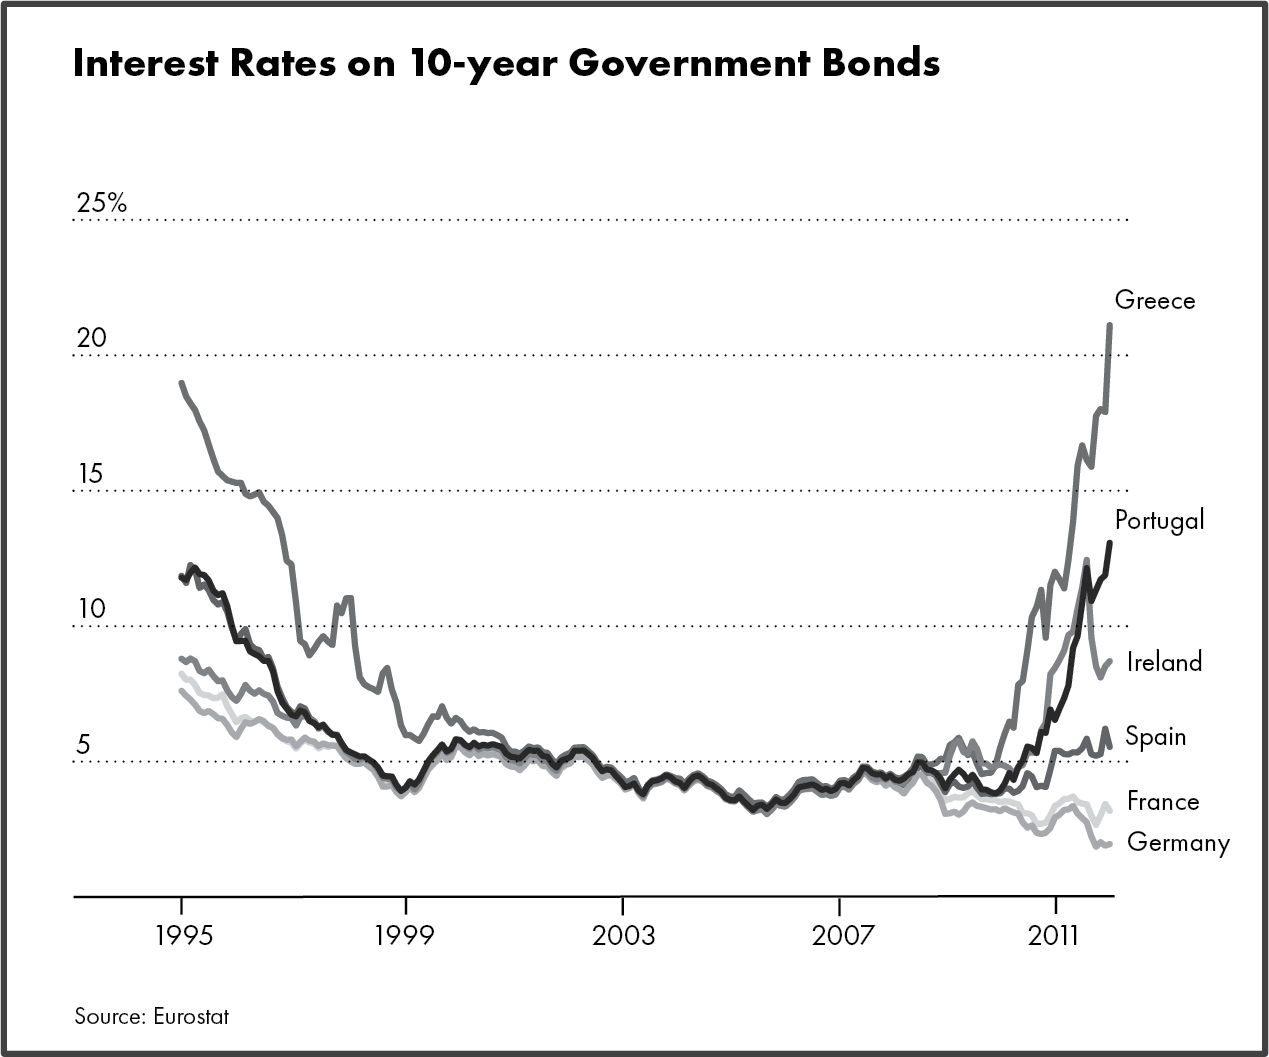 Interest Rates on 10-year Government Bonds
25%
Greece
20
15
Portugal
10
Ireland
5
Spain
France
Germany
1995
1999
2003
2007
2011
Source: Eurostat